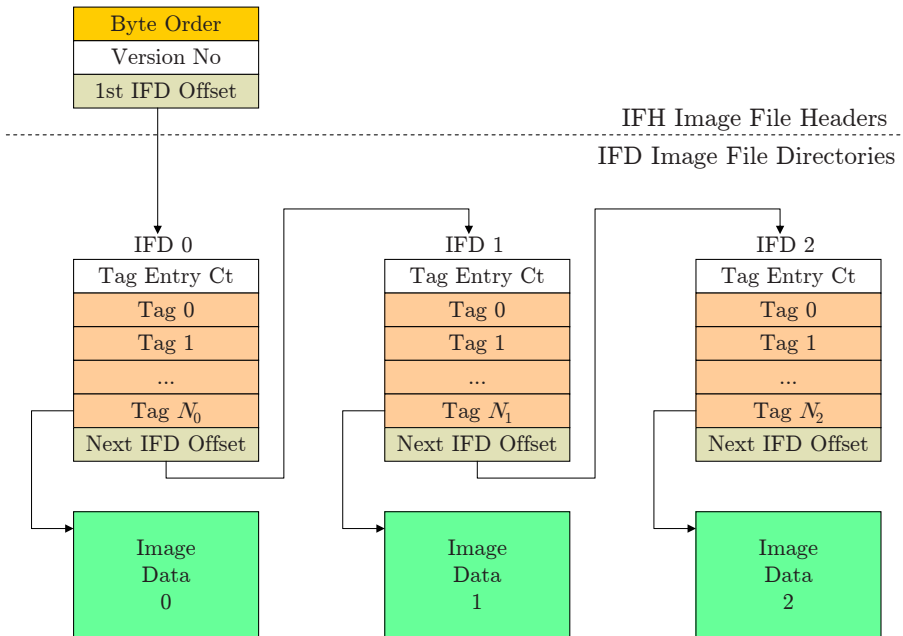 Byte Order
Version No
1st IFD Offset
IFH Image File Headers
IFD Image File Directories
IFD 0
Tag Entry Ct
Tag 0
Tag 1
...
Tag N₀
Next IFD Offset
Image
Data
0
IFD 1
Tag Entry Ct
Tag 0
Tag 1
...
Tag N₁
Next IFD Offset
Image
Data
1
IFD 2
Tag Entry Ct
Tag 0
Tag 1
...
Tag N₂
Next IFD Offset
Image
Data
2